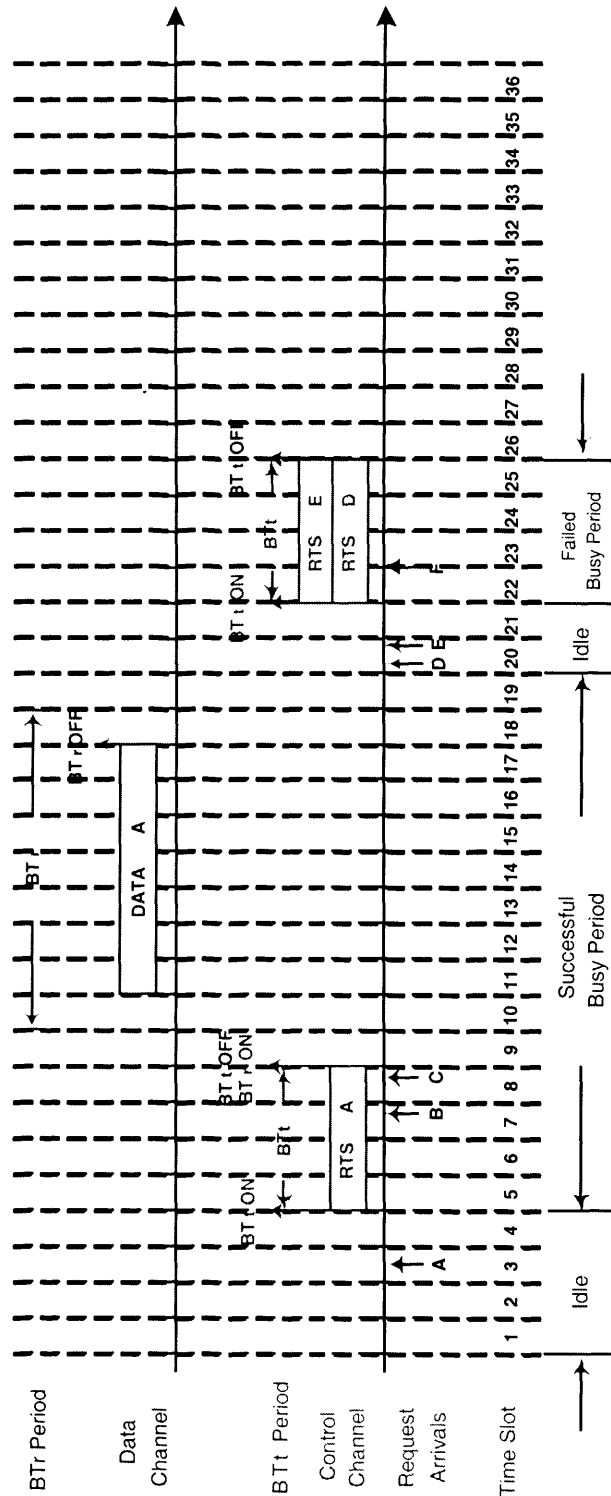 BTr Period
BTr
BTr OFF
Data
Channel
DATA A
BTt Period
BTt ON
BTt
BTt OFF
BTr ON
BTt ON
BTt
BTt OFF
Control
Channel
RTS A
RTS E
RTS D
Request
Arrivals
A
B
C
D E
F
Time Slot
1 2 3 4 5 6 7 8 9 10 11 12 13 14 15 16 17 18 19 20 21 22 23 24 25 26 27 28 29 30 31 32 33 34 35 36
Idle
Successful
Busy Period
Idle
Failed
Busy Period